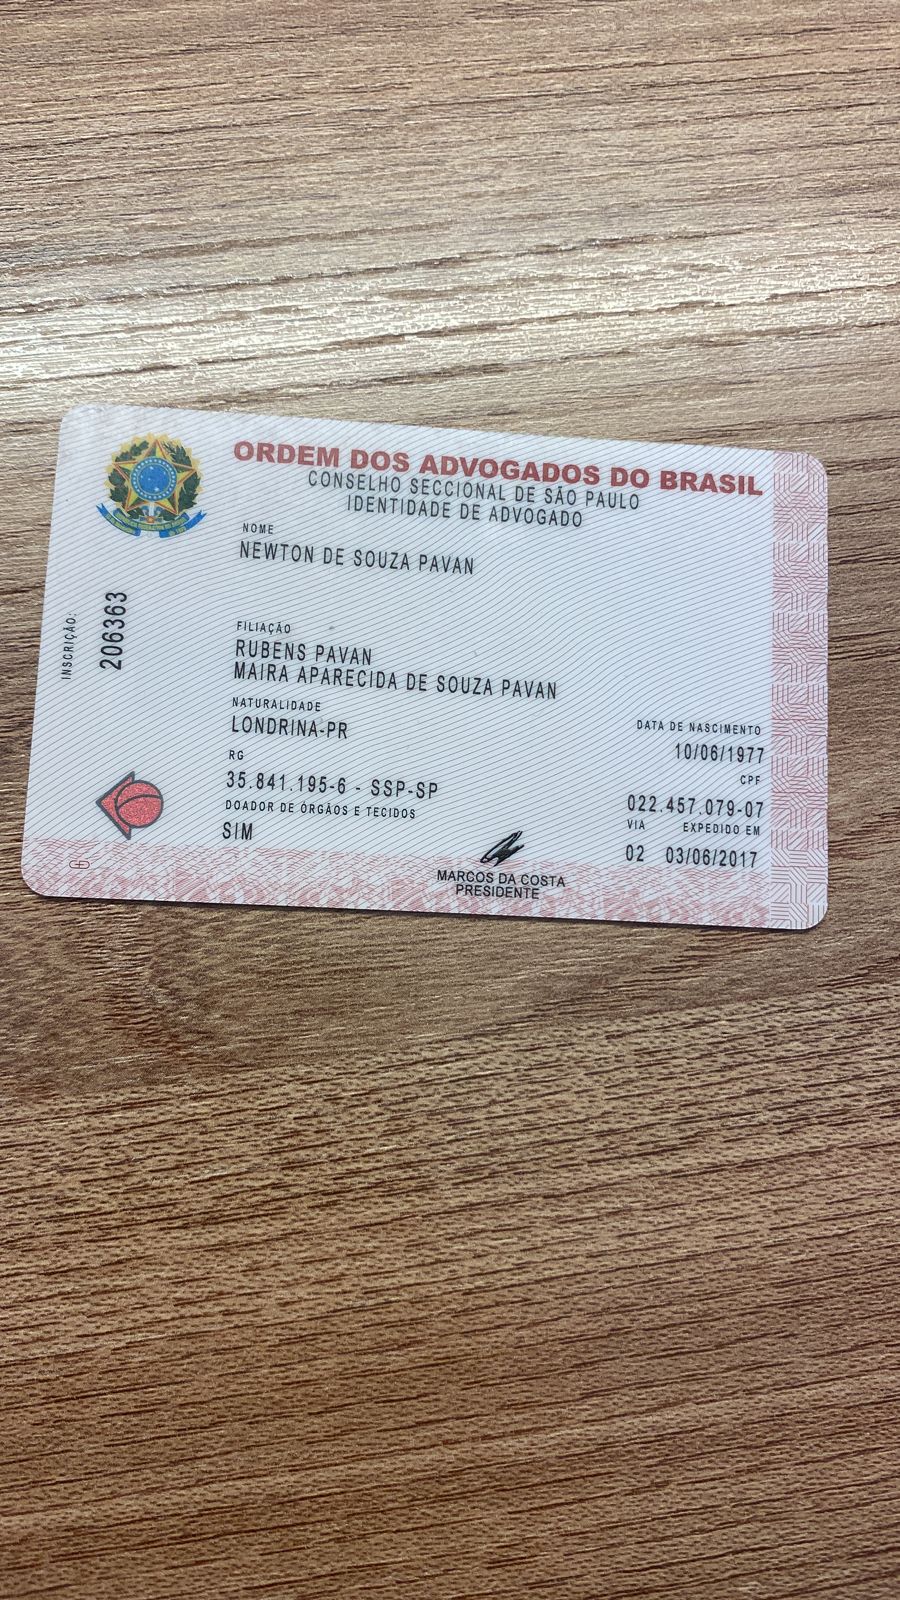 ORDEM DOS ADVOGADOS DO BRASIL
CONSELHO SECCIONAL DE SÃO PAULO
IDENTIDADE DE ADVOGADO
NOME
NEWTON DE SOUZA PAVAN
INSCRIÇÃO:
206363
FILIAÇÃO
RUBENS PAVAN
MAIRA APARECIDA DE SOUZA PAVAN
NATURALIDADE
LONDRINA-PR
DATA DE NASCIMENTO
10/06/1977
RG
35.841.195-6 - SSP-SP
CPF
022.457.079-07
DOADOR DE ÓRGÃOS E TECIDOS
SIM
VIA EXPEDIDO EM
02 03/06/2017
MARCOS DA COSTA
PRESIDENTE